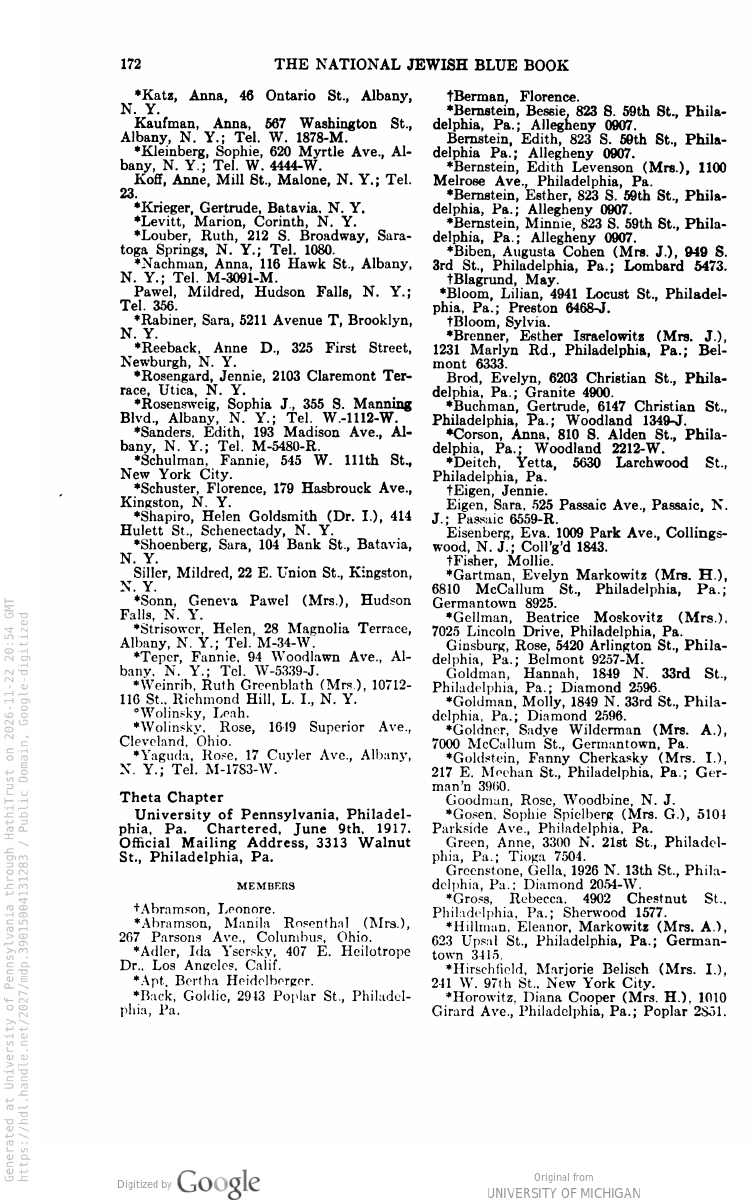 172
THE NATIONAL JEWISH BLUE BOOK
*Katz, Anna, 46 Ontario St., Albany,
N. Y.
Kaufman, Anna, 567 Washington St.,
Albany, N. Y.; Tel. W. 1878-M.
*Kleinberg, Sophie, 620 Myrtle Ave., Al-
bany, N. Y.; Tel. W. 4444-W.
Koff, Anne, Mill St., Malone, N. Y.; Tel.
23.
*Krieger, Gertrude, Batavia, N. Y.
*Levitt, Marion, Corinth, N. Y.
*Louber, Ruth, 212 S. Broadway, Sara-
toga Springs, N. Y.; Tel. 1080.
*Nachman, Anna, 116 Hawk St., Albany,
N. Y.; Tel. M-3091-M.
Pawel, Mildred, Hudson Falls, N. Y.;
Tel. 356.
*Rabiner, Sara, 5211 Avenue T, Brooklyn,
N. Y.
*Reeback, Anne D., 325 First Street,
Newburgh, N. Y.
*Rosengard, Jennie, 2103 Claremont Ter-
race, Utica, N. Y.
*Rosensweig, Sophia J., 355 S. Manning
Blvd., Albany, N. Y.; Tel. W.-1112-W.
*Sanders, Edith, 193 Madison Ave., Al-
bany, N. Y.; Tel. M-5480-R.
*Schulman, Fannie, 545 W. 111th St.,
New York City.
*Schuster, Florence, 179 Hasbrouck Ave.,
Kingston, N. Y.
*Shapiro, Helen Goldsmith (Dr. I.), 414
Hulett St., Schenectady, N. Y.
*Shoenberg, Sara, 104 Bank St., Batavia,
N. Y.
Siller, Mildred, 22 E. Union St., Kingston,
N. Y.
*Sonn, Geneva Pawel (Mrs.), Hudson
Falls, N. Y.
*Strisower, Helen, 28 Magnolia Terrace,
Albany, N. Y.; Tel. M-34-W.
*Teper, Fannie, 94 Woodlawn Ave., Al-
bany, N. Y.; Tel. W-5339-J.
*Weinrib, Ruth Greenblath (Mrs.), 10712-
116 St., Richmond Hill, L. I., N. Y.
*Wolinsky, Leah.
*Wolinsky, Rose, 1649 Superior Ave.,
Cleveland, Ohio.
*Yaguda, Rose, 17 Cuyler Ave., Albany,
N. Y.; Tel. M-1783-W.
Theta Chapter
University of Pennsylvania, Philadel-
phia, Pa. Chartered, June 9th, 1917.
Official Mailing Address, 3313 Walnut
St., Philadelphia, Pa.
MEMBERS
†Abramson, Leonore.
*Abramson, Manila Rosenthal (Mrs.),
267 Parsons Ave., Columbus, Ohio.
*Adler, Ida Ysersky, 407 E. Heilotrope
Dr., Los Angeles, Calif.
*Apt, Bertha Heidelberger.
*Back, Goldie, 2943 Poplar St., Philadel-
phia, Pa.
†Berman, Florence.
*Bernstein, Bessie, 823 S. 59th St., Phila-
delphia, Pa.; Allegheny 0907.
Bernstein, Edith, 823 S. 59th St., Phila-
delphia Pa.; Allegheny 0907.
*Bernstein, Edith Levenson (Mrs.), 1100
Melrose Ave., Philadelphia, Pa.
*Bernstein, Esther, 823 S. 59th St., Phila-
delphia, Pa.; Allegheny 0907.
*Bernstein, Minnie, 823 S. 59th St., Phila-
delphia, Pa.; Allegheny 0907.
*Biben, Augusta Cohen (Mrs. J.), 949 S.
3rd St., Philadelphia, Pa.; Lombard 5473.
†Blagrund, May.
*Bloom, Lilian, 4941 Locust St., Philadel-
phia, Pa.; Preston 6468-J.
†Bloom, Sylvia.
*Brenner, Esther Israelowitz (Mrs. J.),
1231 Marlyn Rd., Philadelphia, Pa.; Bel-
mont 6333.
Brod, Evelyn, 6203 Christian St., Phila-
delphia, Pa.; Granite 4900.
*Buchman, Gertrude, 6147 Christian St.,
Philadelphia, Pa.; Woodland 1349-J.
*Corson, Anna, 810 S. Alden St., Phila-
delphia, Pa.; Woodland 2212-W.
*Deitch, Yetta, 5630 Larchwood St.,
Philadelphia, Pa.
†Eigen, Jennie.
Eigen, Sara, 525 Passaic Ave., Passaic, N.
J.; Passaic 6559-R.
Eisenberg, Eva, 1009 Park Ave., Collings-
wood, N. J.; Coll'g'd 1843.
†Fisher, Mollie.
*Gartman, Evelyn Markowitz (Mrs. H.),
6810 McCallum St., Philadelphia, Pa.;
Germantown 8925.
*Gellman, Beatrice Moskovitz (Mrs.),
7025 Lincoln Drive, Philadelphia, Pa.
Ginsburg, Rose, 5420 Arlington St., Phila-
delphia, Pa.; Belmont 9257-M.
Goldman, Hannah, 1849 N. 33rd St.,
Philadelphia, Pa.; Diamond 2596.
*Goldman, Molly, 1849 N. 33rd St., Phila-
delphia, Pa.; Diamond 2596.
*Goldner, Sadye Wilderman (Mrs. A.),
7000 McCallum St., Germantown, Pa.
*Goldstein, Fanny Cherkasky (Mrs. I.),
217 E. Meehan St., Philadelphia, Pa.; Ger-
man'n 3960.
Goodman, Rose, Woodbine, N. J.
*Gosen, Sophie Spielberg (Mrs. G.), 5104
Parkside Ave., Philadelphia, Pa.
Green, Anne, 3300 N. 21st St., Philadel-
phia, Pa.; Tioga 7504.
Greenstone, Gella, 1926 N. 13th St., Phila-
delphia, Pa.; Diamond 2054-W.
*Gross, Rebecca, 4902 Chestnut St.,
Philadelphia, Pa.; Sherwood 1577.
*Hillman, Eleanor, Markowitz (Mrs. A.),
623 Upsal St., Philadelphia, Pa.; German-
town 3415.
*Hirschfield, Marjorie Belisch (Mrs. I.),
241 W. 97th St., New York City.
*Horowitz, Diana Cooper (Mrs. H.), 1010
Girard Ave., Philadelphia, Pa.; Poplar 2851.
Generated at University of Pennsylvania through HathiTrust on 2026-11-22 20:54 GMT
https://hdl.handle.net/2027/mdp.39015004131283 / Public Domain, Google-digitized
Digitized by Google
Original from
UNIVERSITY OF MICHIGAN